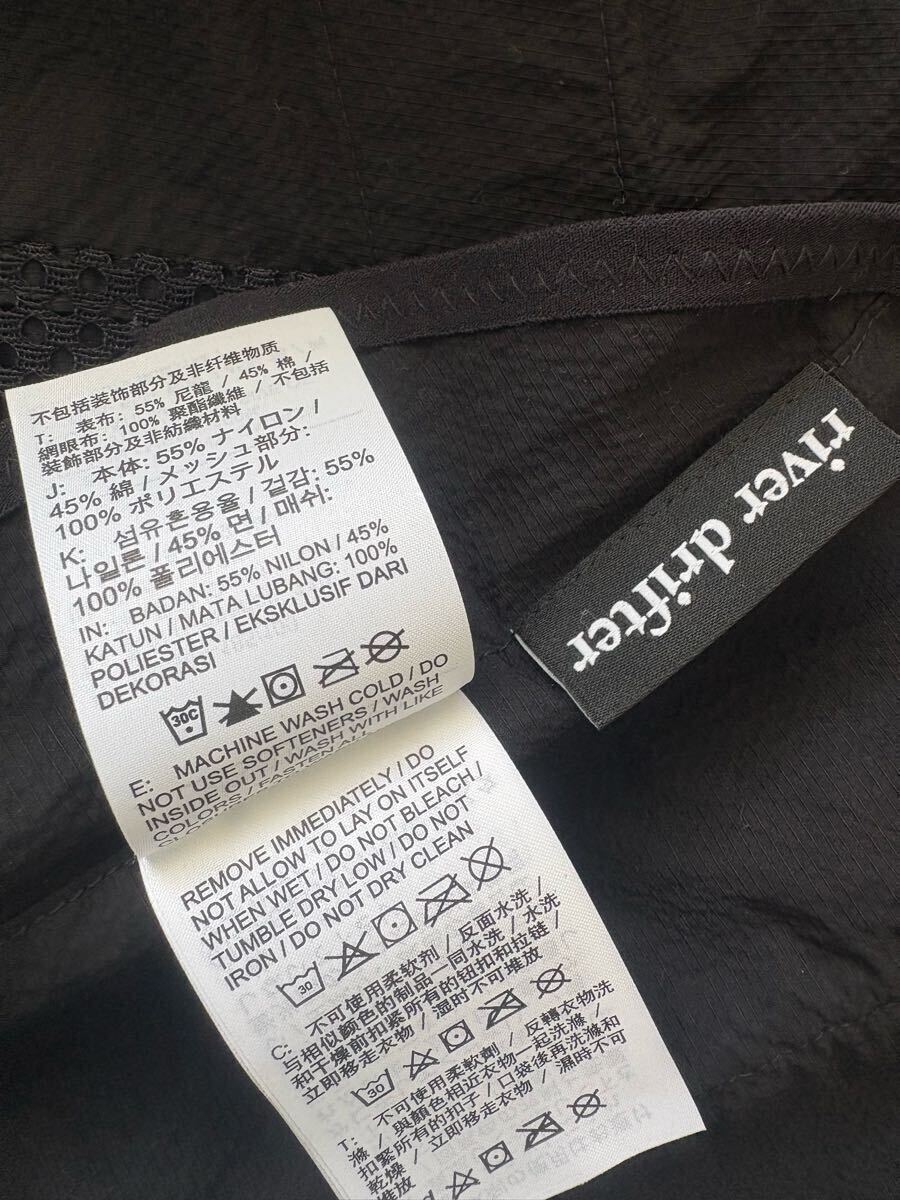 不包括装饰部分及非纤维物质
T: 表布: 55% 尼龍 / 45% 棉 /
網眼布: 100% 聚酯纖維 / 不包括
裝飾部分及非紡織材料
J: 本体: 55% ナイロン /
45% 綿 / メッシュ部分:
100% ポリエステル
K: 섬유혼용율 / 겉감: 55%
나일론 / 45% 면 / 매쉬:
100% 폴리에스터
IN: BADAN: 55% NILON / 45%
KATUN / MATA LUBANG: 100%
POLIESTER / EKSKLUSIF DARI
DEKORASI
30C
E: MACHINE WASH COLD / DO
NOT USE SOFTENERS / WASH
INSIDE OUT / WASH WITH LIKE
COLORS / FASTEN ALL
REMOVE IMMEDIATELY / DO
NOT ALLOW TO LAY ON ITSELF
WHEN WET / DO NOT BLEACH /
TUMBLE DRY LOW / DO NOT
IRON / DO NOT DRY CLEAN
30
C: 不可使用柔软剂 / 反面水洗 /
与相似颜色的制品一同水洗 / 水洗
和干燥前扣紧所有的钮扣和拉链 /
立即移走衣物 / 湿时不可堆放
30
T: 不可使用柔軟劑 / 反轉衣物洗
滌 / 與顏色相近衣物一起洗滌 /
扣緊所有的扣子 / 口袋後再洗滌和
乾燥 / 立即移走衣物 / 濕時不可
堆放
river drifter